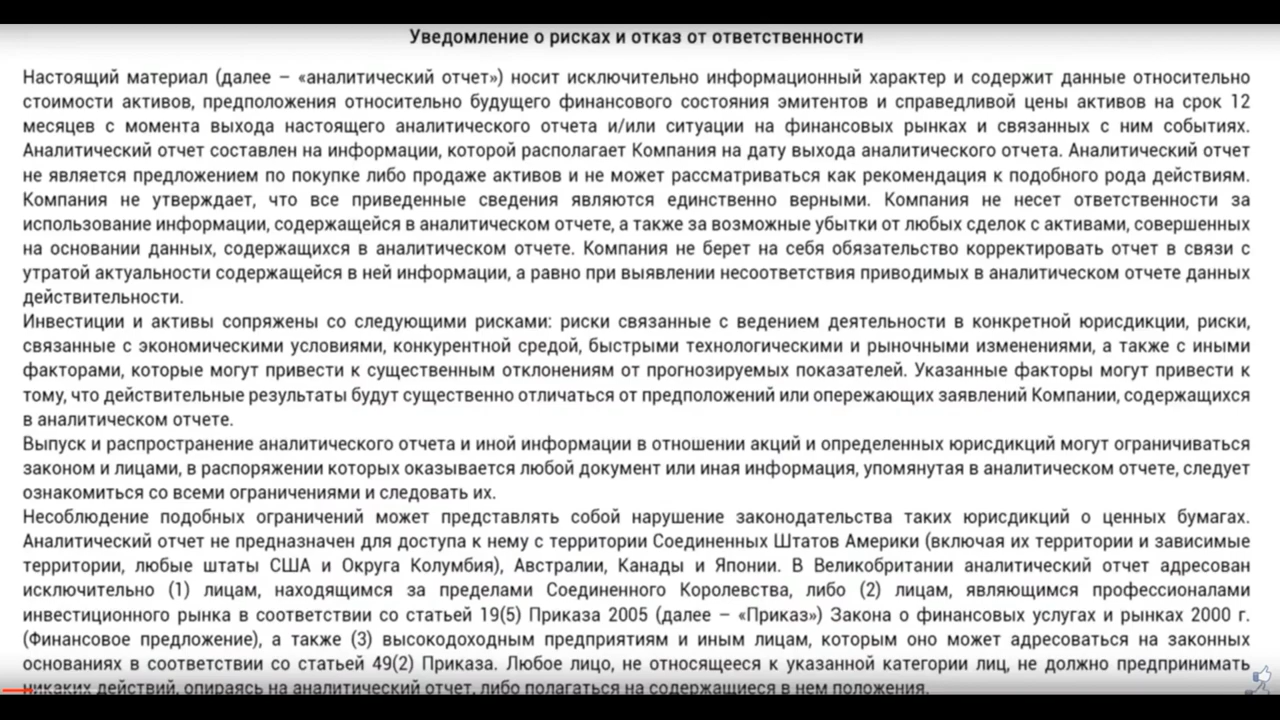 Уведомление о рисках и отказ от ответственности
Настоящий материал (далее – «аналитический отчет») носит исключительно информационный характер и содержит данные относительно
стоимости активов, предположения относительно будущего финансового состояния эмитентов и справедливой цены активов на срок 12
месяцев с момента выхода настоящего аналитического отчета и/или ситуации на финансовых рынках и связанных с ним событиях.
Аналитический отчет составлен на информации, которой располагает Компания на дату выхода аналитического отчета. Аналитический отчет
не является предложением по покупке либо продаже активов и не может рассматриваться как рекомендация к подобного рода действиям.
Компания не утверждает, что все приведенные сведения являются единственно верными. Компания не несет ответственности за
использование информации, содержащейся в аналитическом отчете, а также за возможные убытки от любых сделок с активами, совершенных
на основании данных, содержащихся в аналитическом отчете. Компания не берет на себя обязательство корректировать отчет в связи с
утратой актуальности содержащейся в ней информации, а равно при выявлении несоответствия приводимых в аналитическом отчете данных
действительности.
Инвестиции и активы сопряжены со следующими рисками: риски связанные с ведением деятельности в конкретной юрисдикции, риски,
связанные с экономическими условиями, конкурентной средой, быстрыми технологическими и рыночными изменениями, а также с иными
факторами, которые могут привести к существенным отклонениям от прогнозируемых показателей. Указанные факторы могут привести к
тому, что действительные результаты будут существенно отличаться от предположений или опережающих заявлений Компании, содержащихся
в аналитическом отчете.
Выпуск и распространение аналитического отчета и иной информации в отношении акций и определенных юрисдикций могут ограничиваться
законом и лицами, в распоряжении которых оказывается любой документ или иная информация, упомянутая в аналитическом отчете, следует
ознакомиться со всеми ограничениями и следовать их.
Несоблюдение подобных ограничений может представлять собой нарушение законодательства таких юрисдикций о ценных бумагах.
Аналитический отчет не предназначен для доступа к нему с территории Соединенных Штатов Америки (включая их территории и зависимые
территории, любые штаты США и Округа Колумбия), Австралии, Канады и Японии. В Великобритании аналитический отчет адресован
исключительно (1) лицам, находящимся за пределами Соединенного Королевства, либо (2) лицам, являющимся профессионалами
инвестиционного рынка в соответствии со статьей 19(5) Приказа 2005 (далее – «Приказ») Закона о финансовых услугах и рынках 2000 г.
(Финансовое предложение), а также (3) высокодоходным предприятиям и иным лицам, которым оно может адресоваться на законных
основаниях в соответствии со статьей 49(2) Приказа. Любое лицо, не относящееся к указанной категории лиц, не должно предпринимать
никаких действий, опираясь на аналитический отчет, либо полагаться на содержащиеся в нем положения.